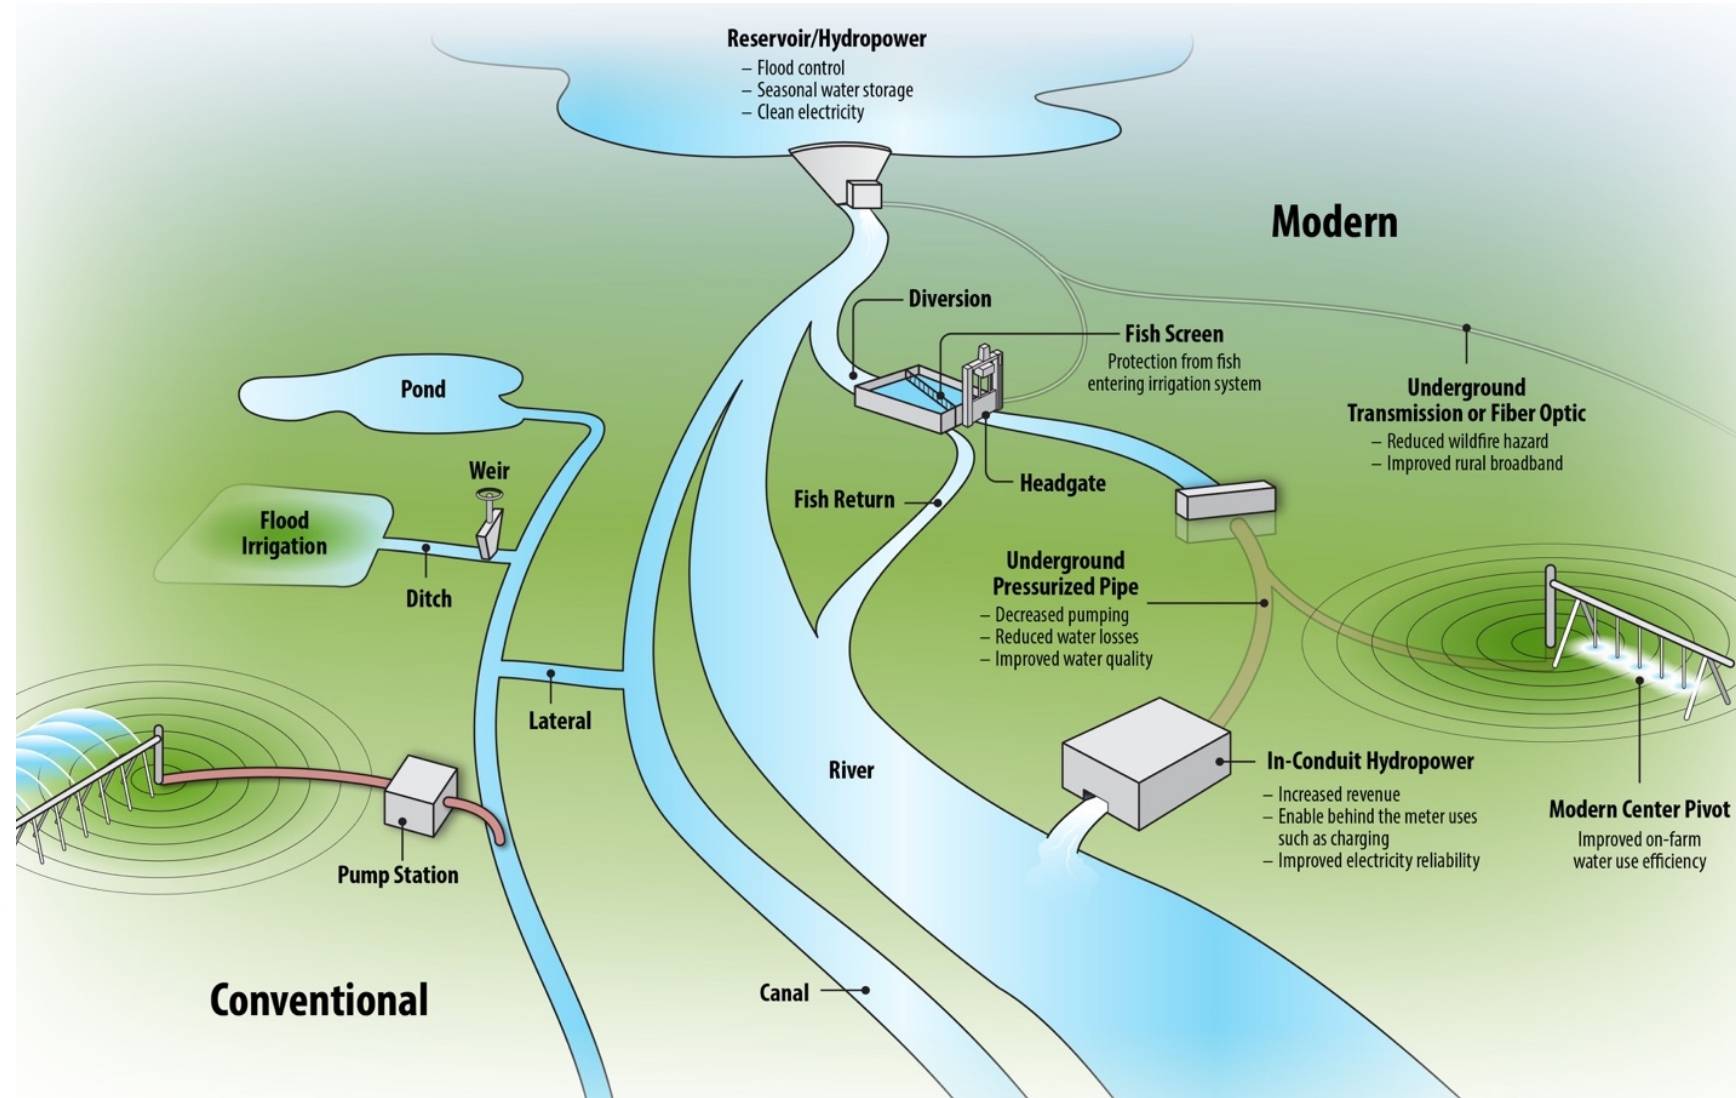 Reservoir/Hydropower
– Flood control
– Seasonal water storage
– Clean electricity
Modern
Diversion
Fish Screen
Protection from fish
entering irrigation system
Underground
Transmission or Fiber Optic
– Reduced wildfire hazard
– Improved rural broadband
Pond
Weir
Headgate
Fish Return
Flood
Irrigation
Ditch
Underground
Pressurized Pipe
– Decreased pumping
– Reduced water losses
– Improved water quality
Lateral
River
In-Conduit Hydropower
– Increased revenue
– Enable behind the meter uses
such as charging
– Improved electricity reliability
Modern Center Pivot
Improved on-farm
water use efficiency
Pump Station
Conventional
Canal